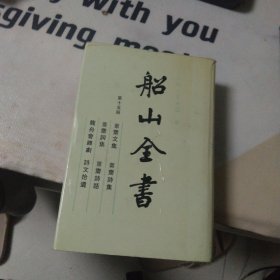 with you
giving
船山全書
第十五冊
薑齋文集 薑齋詩集
薑齋詞集 薑齋詩話
龍舟會雜劇 詩文拾遺